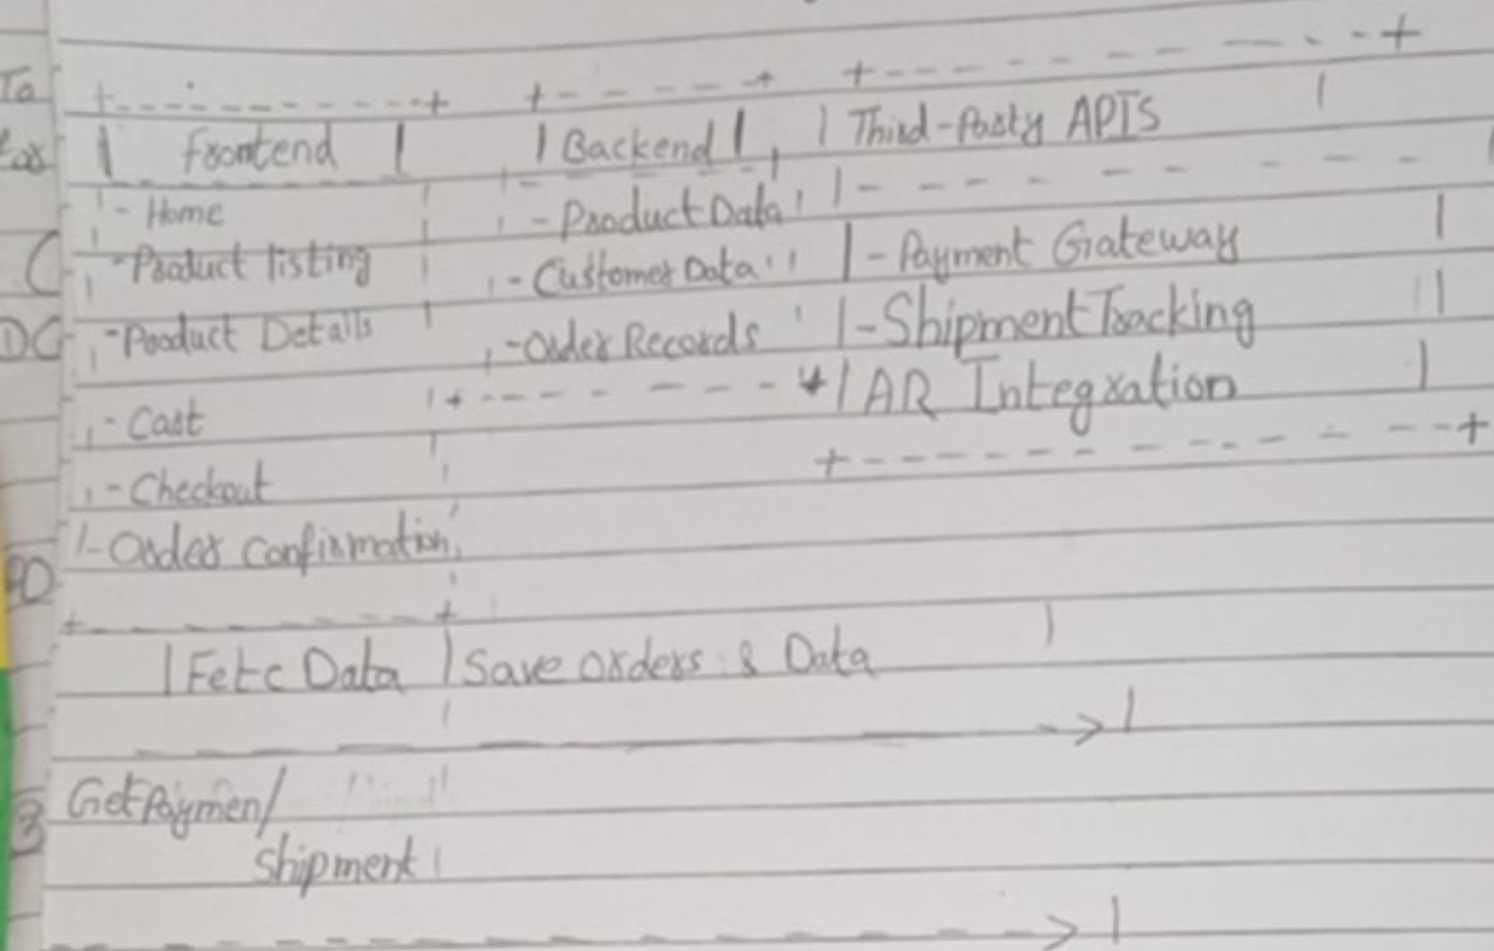 To
+-----------+ +-----+ +-----------+
| Frontend | | Backend | | Third-Party APIS |
- Home - Product Data |-----------
- Product listing - Customer Data | - Payment Gateway |
- Product Details - Order Records | - Shipment Tracking ||
- Cart +------+ | AR Integration |
- Checkout +-----------+
- Order Confirmation
+-----------+
| Fetc Data | Save orders & Data |
-----------> |
Get Paymen/
Shipment |
-----------> |